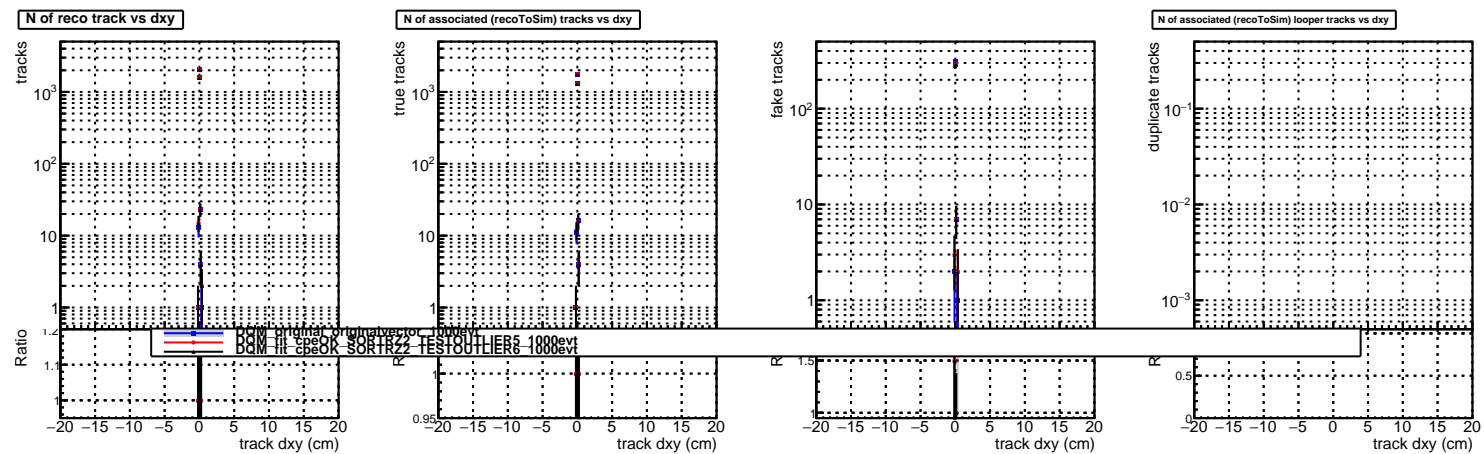 N of reco track vs dxy
N of associated (recoToSim) tracks vs dxy
N of associated (recoToSim) looper tracks vs dxy
tracks
10³
10²
10
1
Ratio
1.2
1.1
1
−20 −15 −10 −5 0 5 10 15 20
track dxy (cm)
true tracks
10³
10²
10
1
1
0.95
−20 −15 −10 −5 0 5 10 15 20
track dxy (cm)
fake tracks
10²
10
1
1.5
1
−20 −15 −10 −5 0 5 10 15 20
track dxy (cm)
duplicate tracks
10⁻¹
10⁻²
10⁻³
0.5
0
−20 −15 −10 −5 0 5 10 15 20
track dxy (cm)
DQM_original_originalvector_1000evt
DQM_fit_cpeOK_SORTRZ2_TESTOUTLIER5_1000evt
DQM_fit_cpeOK_SORTRZ2_TESTOUTLIER6_1000evt